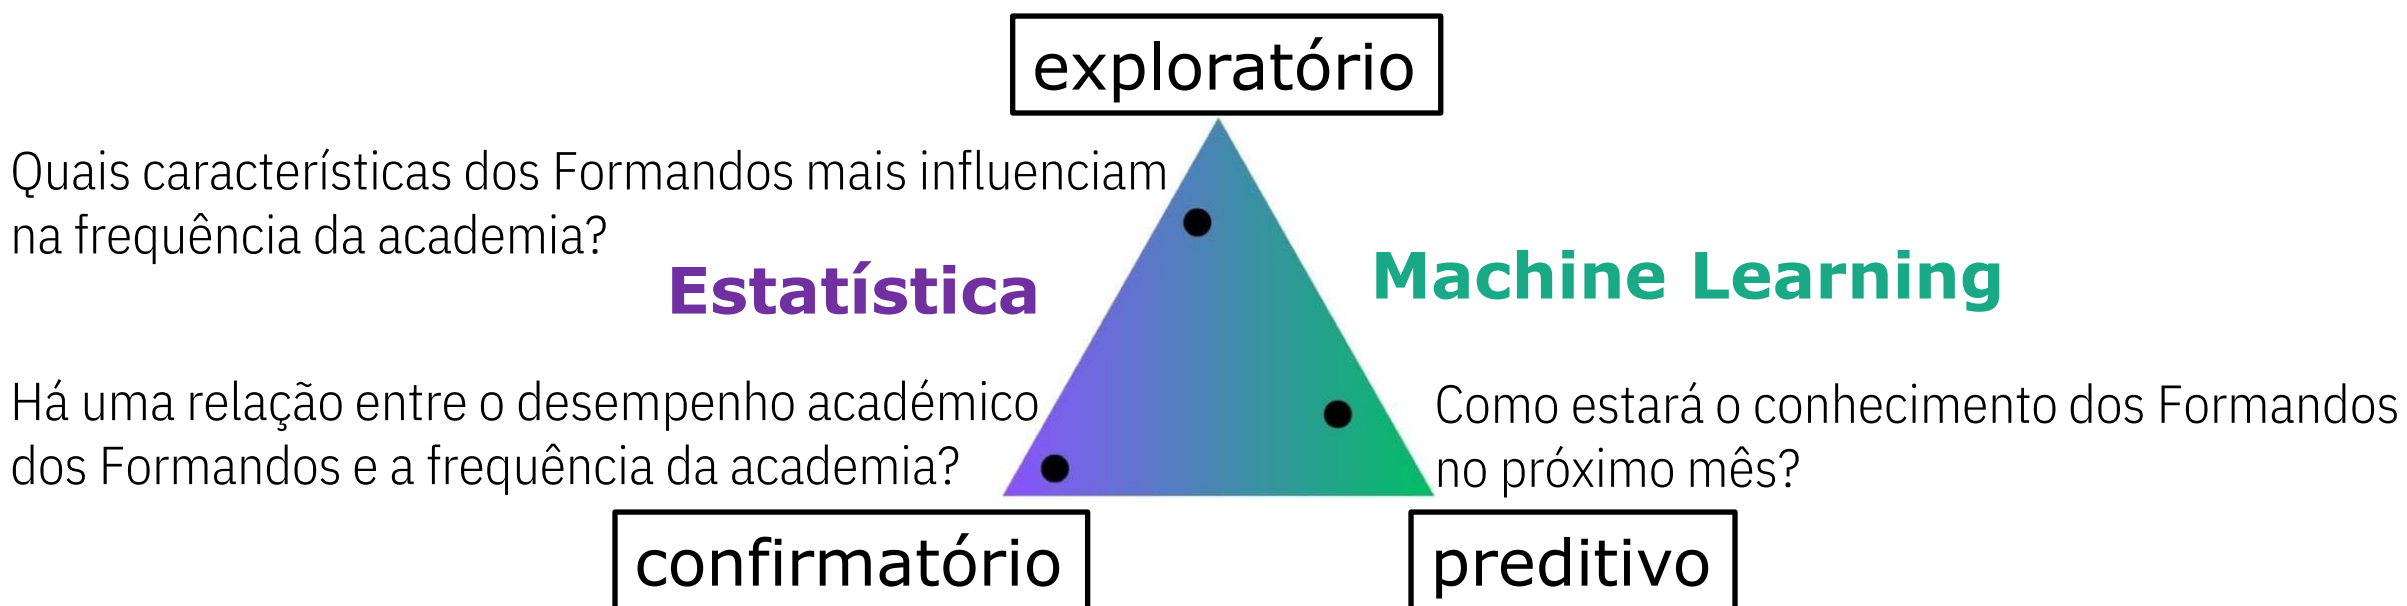 exploratório
Quais características dos Formandos mais influenciam
na frequência da academia?
Estatística
Machine Learning
Há uma relação entre o desempenho académico
dos Formandos e a frequência da academia?
Como estará o conhecimento dos Formandos
no próximo mês?
confirmatório
preditivo